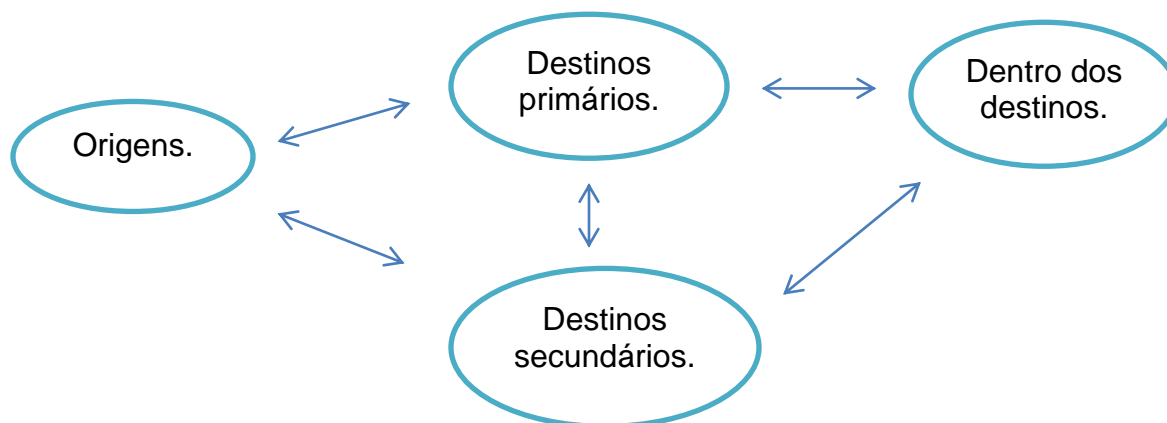 Origens.
Destinos
primários.
Dentro dos
destinos.
Destinos
secundários.